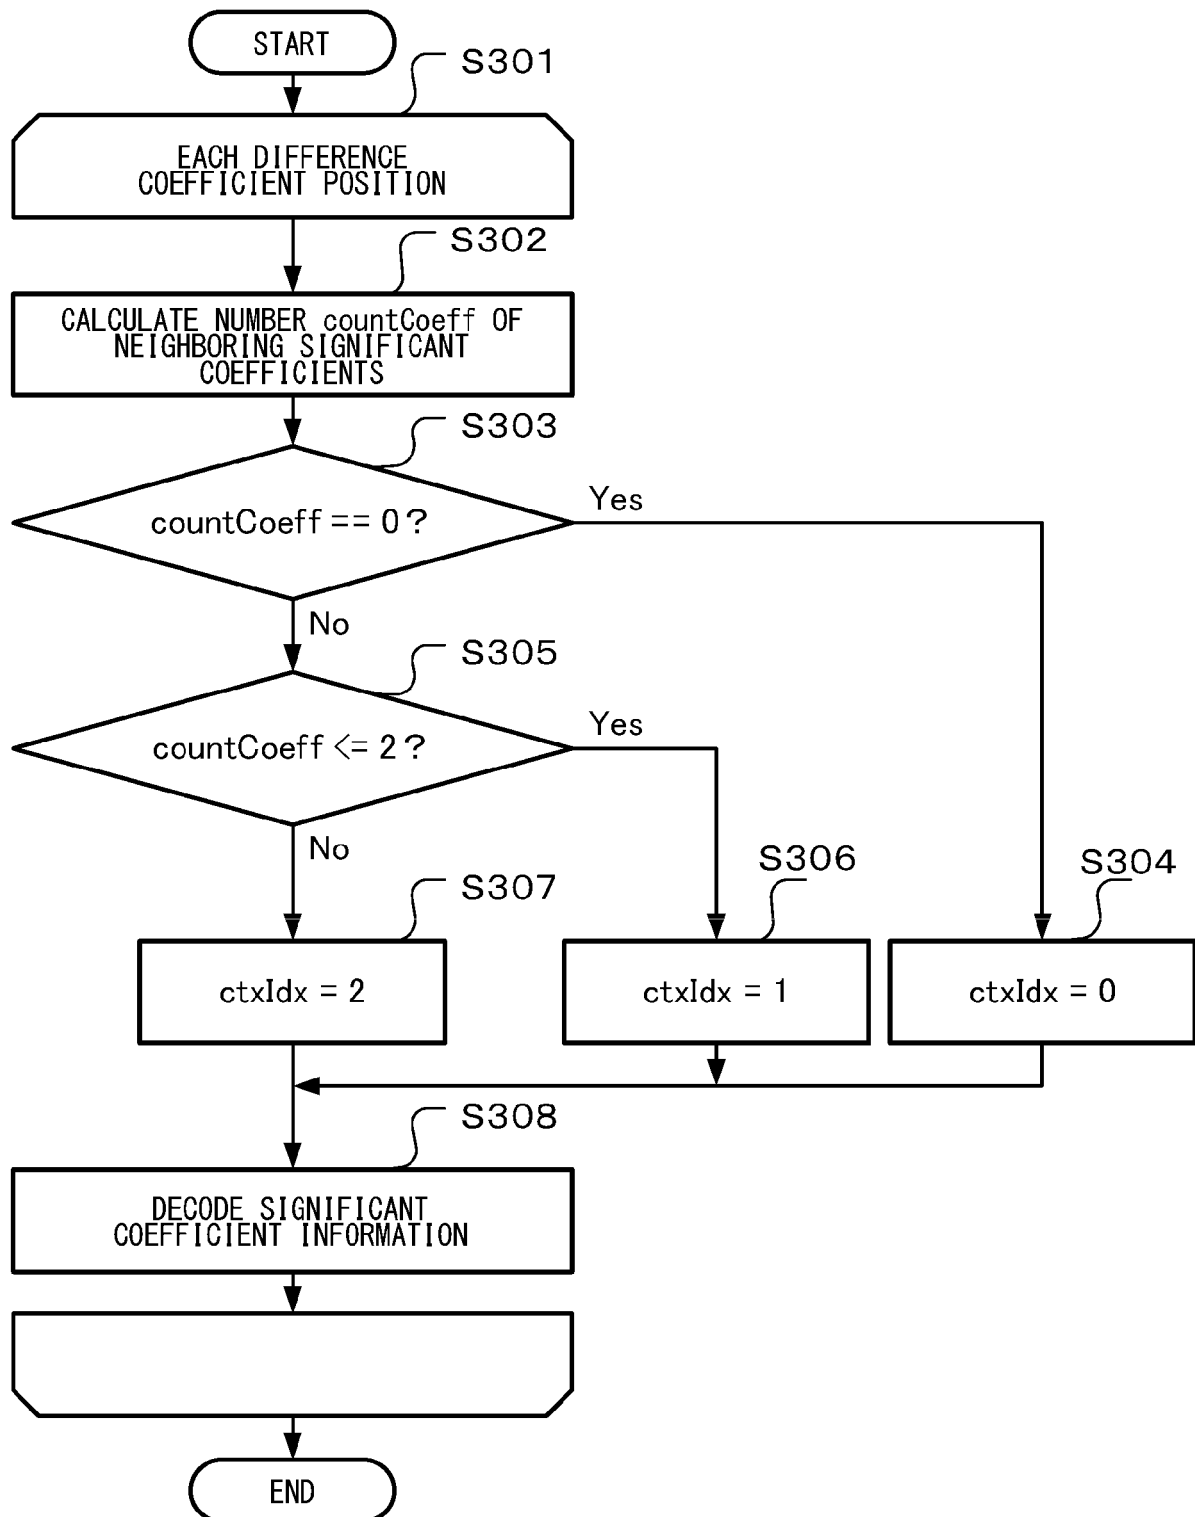 START
S301
EACH DIFFERENCE
COEFFICIENT POSITION
S302
CALCULATE NUMBER countCoeff OF
NEIGHBORING SIGNIFICANT
COEFFICIENTS
S303
countCoeff == 0?
Yes
No
S305
countCoeff <= 2?
Yes
No
S307
S306
S304
ctxIdx = 2
ctxIdx = 1
ctxIdx = 0
S308
DECODE SIGNIFICANT
COEFFICIENT INFORMATION
END